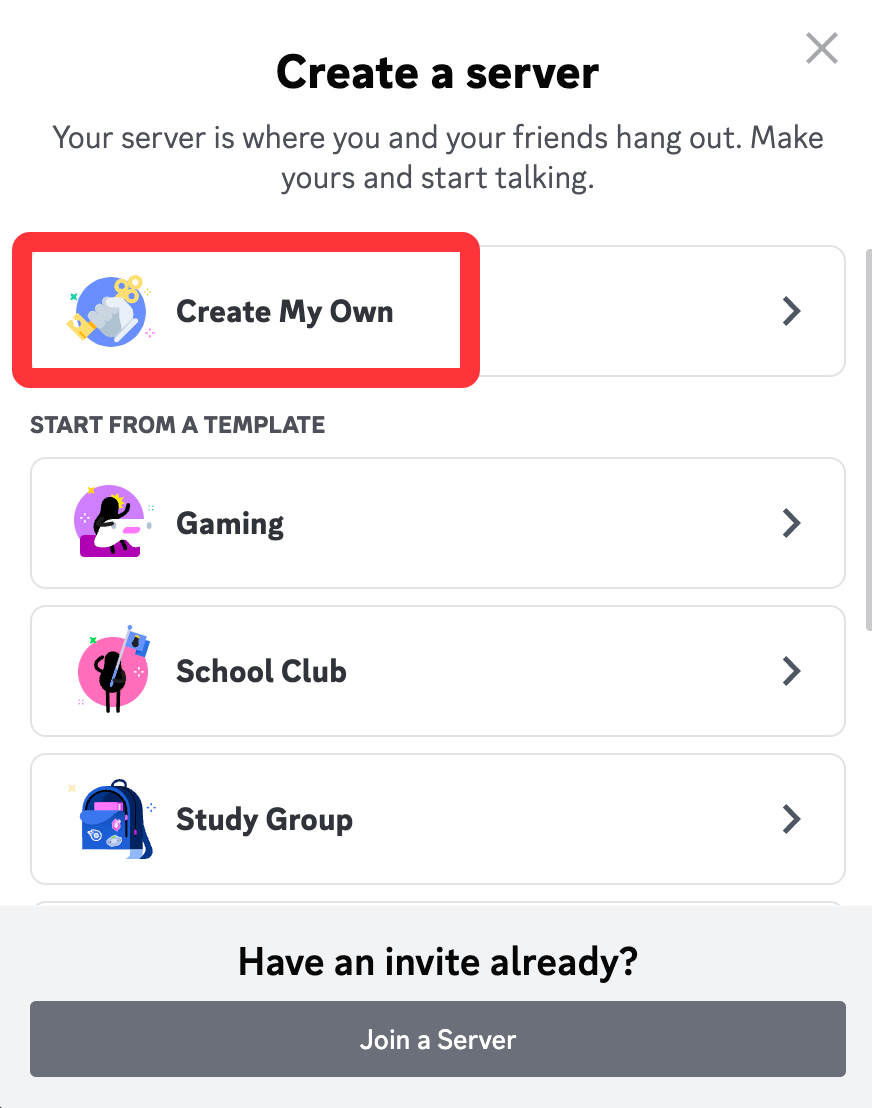 Create a server
Your server is where you and your friends hang out. Make
yours and start talking.
Create My Own
START FROM A TEMPLATE
Gaming
School Club
Study Group
Have an invite already?
Join a Server